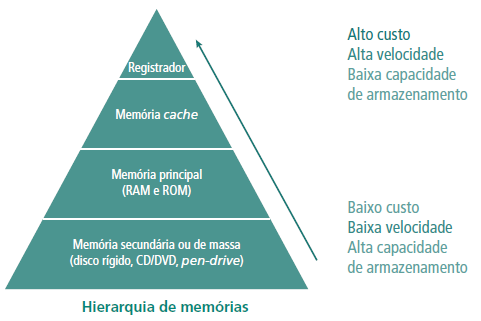 Registrador
Memória cache
Memória principal
(RAM e ROM)
Memória secundária ou de massa
(disco rígido, CD/DVD, pen-drive)
Alto custo
Alta velocidade
Baixa capacidade
de armazenamento
Baixo custo
Baixa velocidade
Alta capacidade
de armazenamento
Hierarquia de memórias